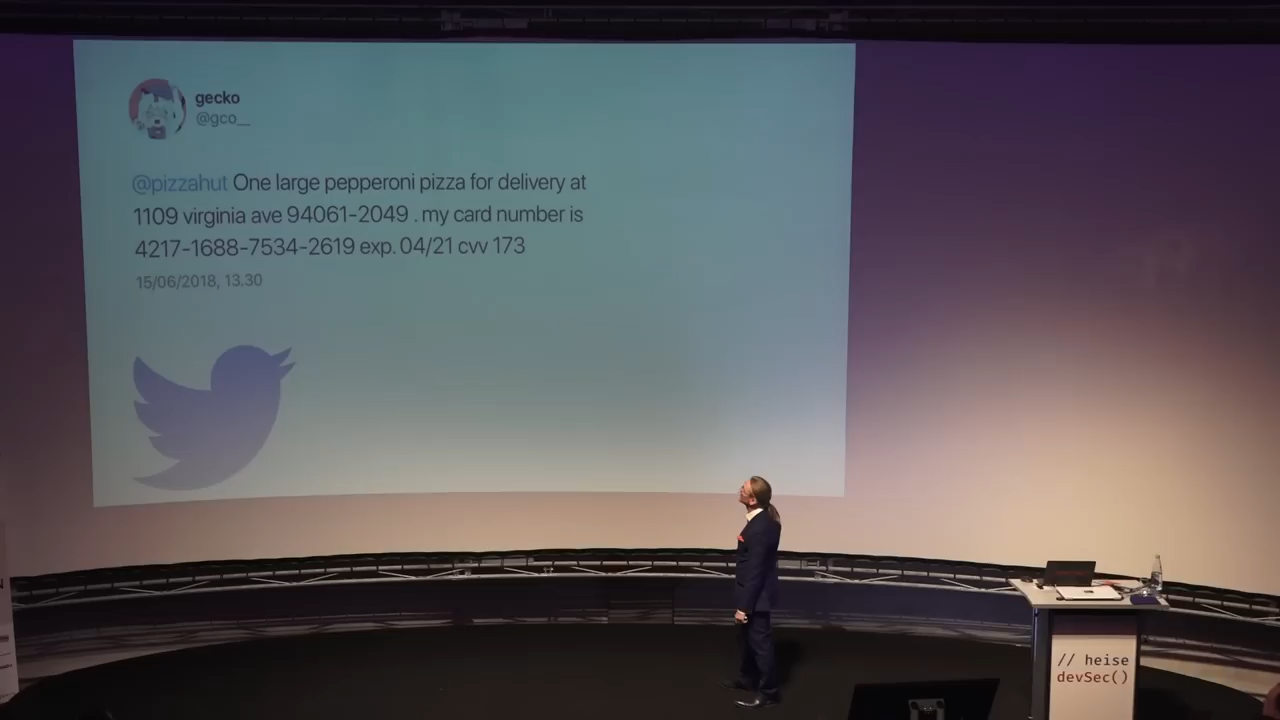 gecko
@gco__
@pizzahut One large pepperoni pizza for delivery at
1109 virginia ave 94061-2049 . my card number is
4217-1688-7534-2619 exp. 04/21 cvv 173
15/06/2018, 13.30
// heise
devSec()